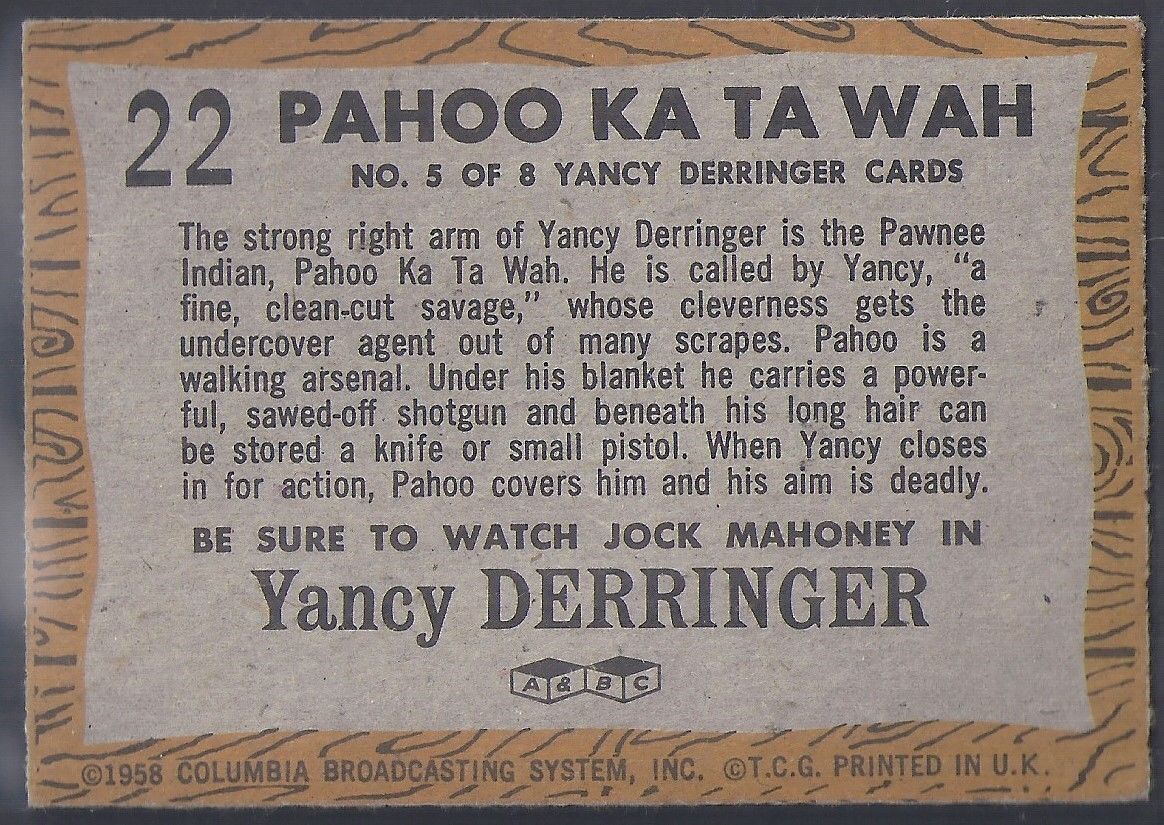 22 PAHOO KA TA WAH
NO. 5 OF 8 YANCY DERRINGER CARDS
The strong right arm of Yancy Derringer is the Pawnee
Indian, Pahoo Ka Ta Wah. He is called by Yancy, “a
fine, clean-cut savage,” whose cleverness gets the
undercover agent out of many scrapes. Pahoo is a
walking arsenal. Under his blanket he carries a power-
ful, sawed-off shotgun and beneath his long hair can
be stored a knife or small pistol. When Yancy closes
in for action, Pahoo covers him and his aim is deadly.
BE SURE TO WATCH JOCK MAHONEY IN
Yancy DERRINGER
A & B C
©1958 COLUMBIA BROADCASTING SYSTEM, INC. ©T.C.G. PRINTED IN U.K.